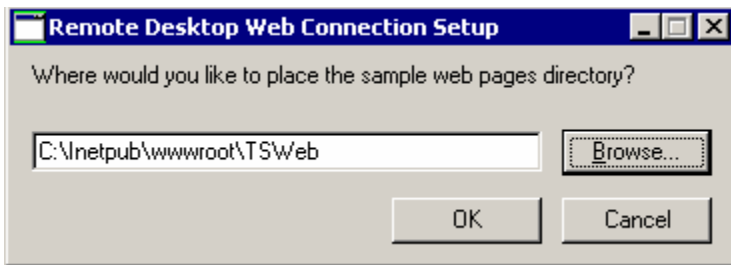 Remote Desktop Web Connection Setup
Where would you like to place the sample web pages directory?
C:\Inetpub\wwwroot\TSWeb
Browse...
OK
Cancel